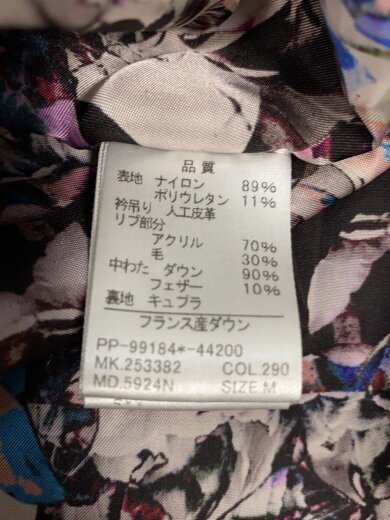 品質
表地 ナイロン 89%
ポリウレタン 11%
衿吊り 人工皮革
リブ部分
アクリル 70%
毛 30%
中わた ダウン 90%
フェザー 10%
裏地 キュプラ
フランス産ダウン
PP-99184*-44200
MK.253382 COL.290
MD.5924N SIZE.M